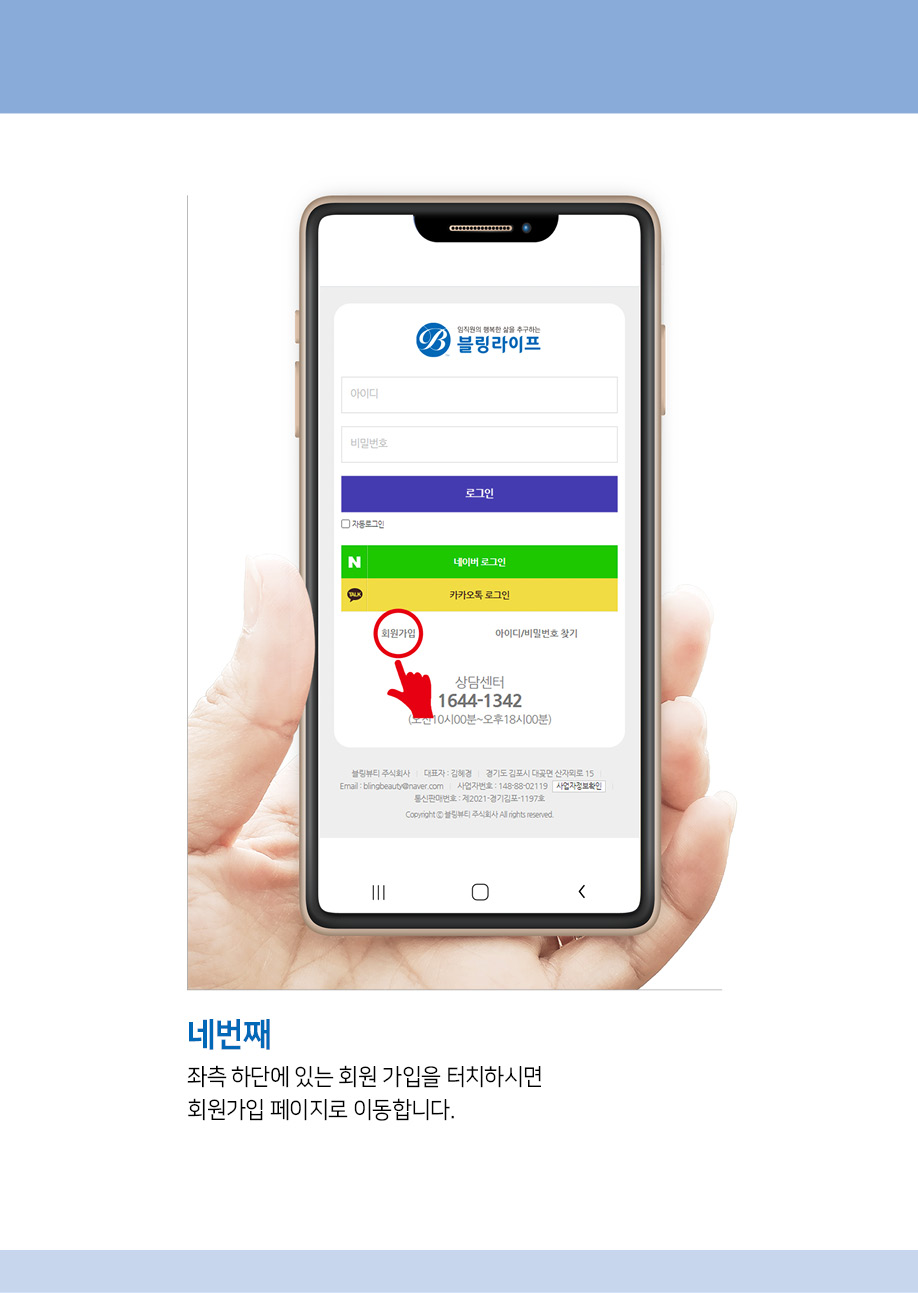 임직원의 행복한 삶을 추구하는
블링라이프
아이디
비밀번호
로그인
자동로그인
N 네이버 로그인
TALK 카카오톡 로그인
회원가입 아이디/비밀번호 찾기
상담센터
1644-1342
(오전10시00분~오후18시00분)
블링뷰티 주식회사 대표자 : 김혜경 경기도 김포시 대곶면 산자뫼로 15
Email : blingbeauty@naver.com 사업자번호 : 148-88-02119 사업자정보확인
통신판매번호 : 제2021-경기김포-1197호
Copyright ⓒ 블링뷰티 주식회사 All rights reserved.
네번째
좌측 하단에 있는 회원 가입을 터치하시면
회원가입 페이지로 이동합니다.